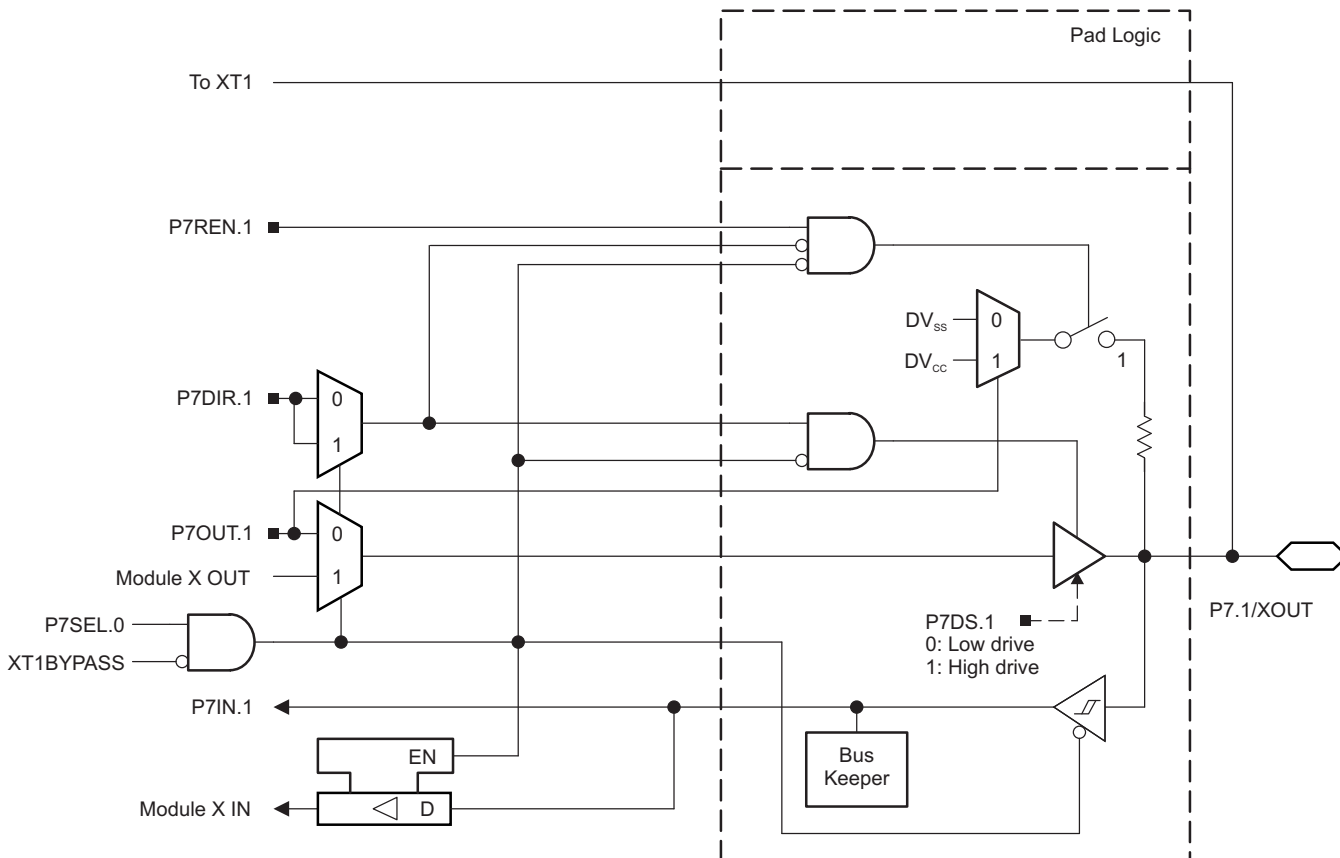 Pad Logic
To XT1
P7REN.1
DVSS
0
DVCC
1
1
P7DIR.1
0
1
P7OUT.1
0
Module X OUT
1
P7SEL.0
XT1BYPASS
P7DS.1
0: Low drive
1: High drive
P7.1/XOUT
P7IN.1
EN
Bus
Keeper
Module X IN
D